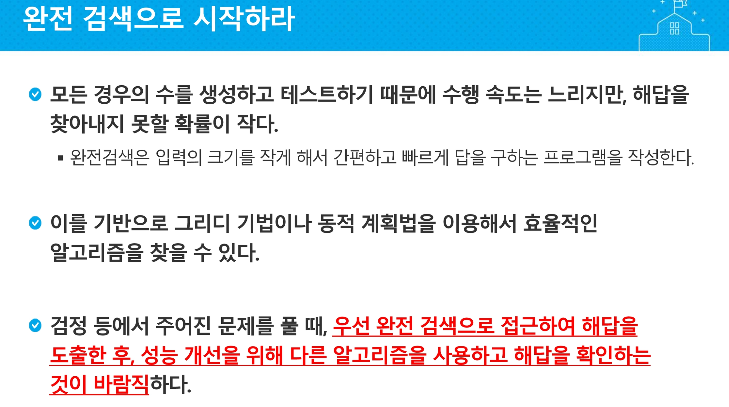 완전 검색으로 시작하라
모든 경우의 수를 생성하고 테스트하기 때문에 수행 속도는 느리지만, 해답을
찾아내지 못할 확률이 작다.
▪ 완전검색은 입력의 크기를 작게 해서 간편하고 빠르게 답을 구하는 프로그램을 작성한다.
이를 기반으로 그리디 기법이나 동적 계획법을 이용해서 효율적인
알고리즘을 찾을 수 있다.
검정 등에서 주어진 문제를 풀 때, 우선 완전 검색으로 접근하여 해답을
도출한 후, 성능 개선을 위해 다른 알고리즘을 사용하고 해답을 확인하는
것이 바람직하다.